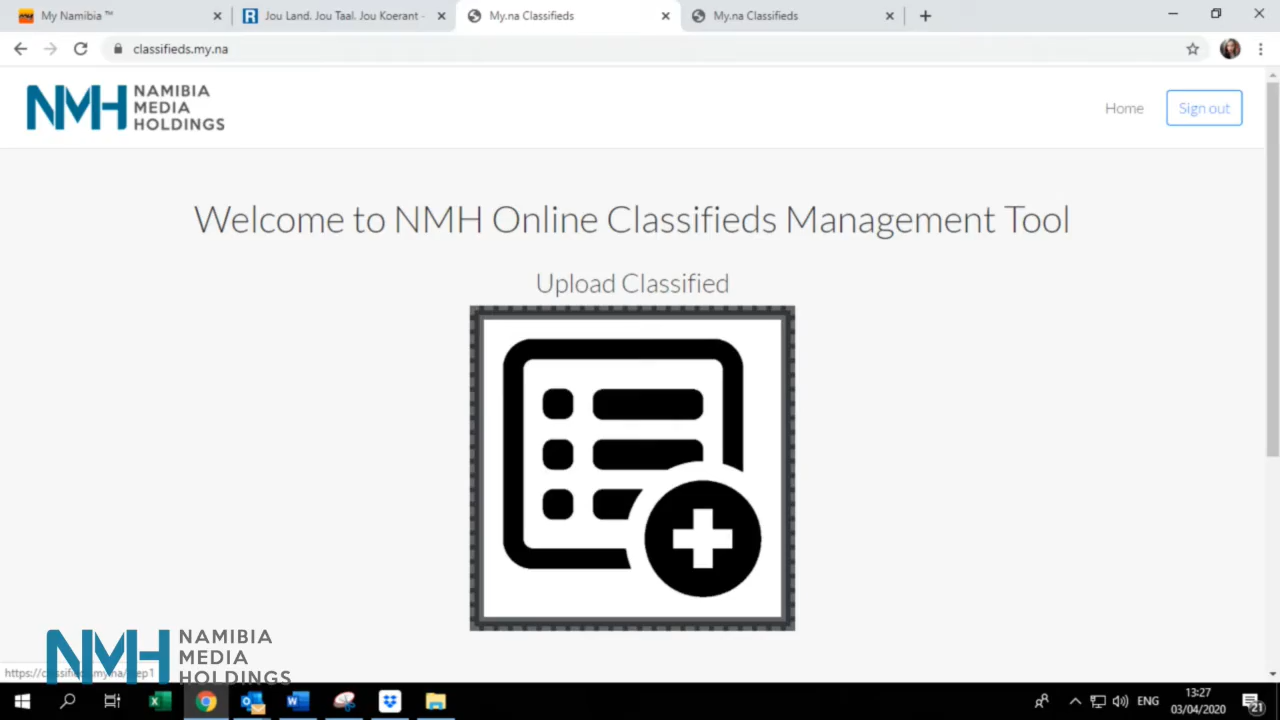 My Namibia ™
Jou Land. Jou Taal. Jou Koerant -
My.na Classifieds
My.na Classifieds
classifieds.my.na
NMH NAMIBIA
MEDIA
HOLDINGS
Home
Sign out
Welcome to NMH Online Classifieds Management Tool
Upload Classified
NMH NAMIBIA
MEDIA
HOLDINGS
ENG
13:27
03/04/2020
21